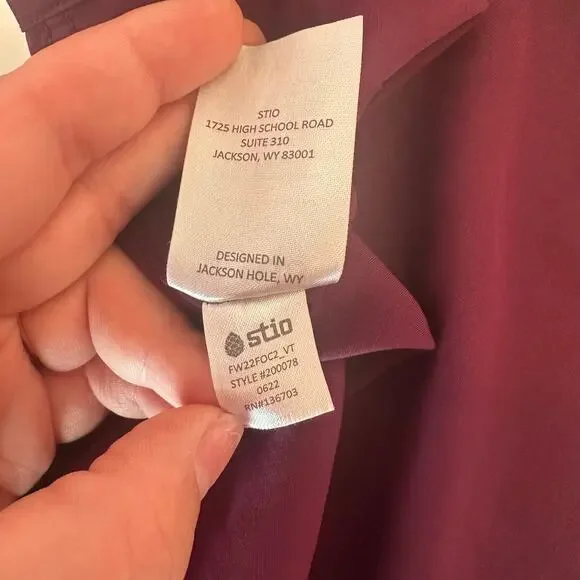 STIO
1725 HIGH SCHOOL ROAD
SUITE 310
JACKSON, WY 83001
DESIGNED IN
JACKSON HOLE, WY
stio
FW22FOC2_VT
STYLE #200078
0622
RN#136703